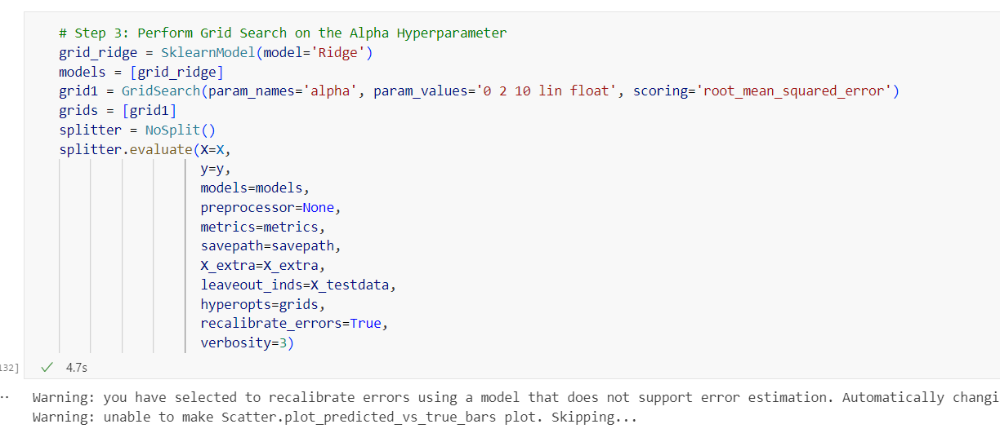 # Step 3: Perform Grid Search on the Alpha Hyperparameter
grid_ridge = SklearnModel(model='Ridge')
models = [grid_ridge]
grid1 = GridSearch(param_names='alpha', param_values='0 2 10 lin float', scoring='root_mean_squared_error')
grids = [grid1]
splitter = NoSplit()
splitter.evaluate(X=X,
y=y,
models=models,
preprocessor=None,
metrics=metrics,
savepath=savepath,
X_extra=X_extra,
leaveout_inds=X_testdata,
hyperopts=grids,
recalibrate_errors=True,
verbosity=3)
132] ✓ 4.7s
·· Warning: you have selected to recalibrate errors using a model that does not support error estimation. Automatically changi
Warning: unable to make Scatter.plot_predicted_vs_true_bars plot. Skipping...